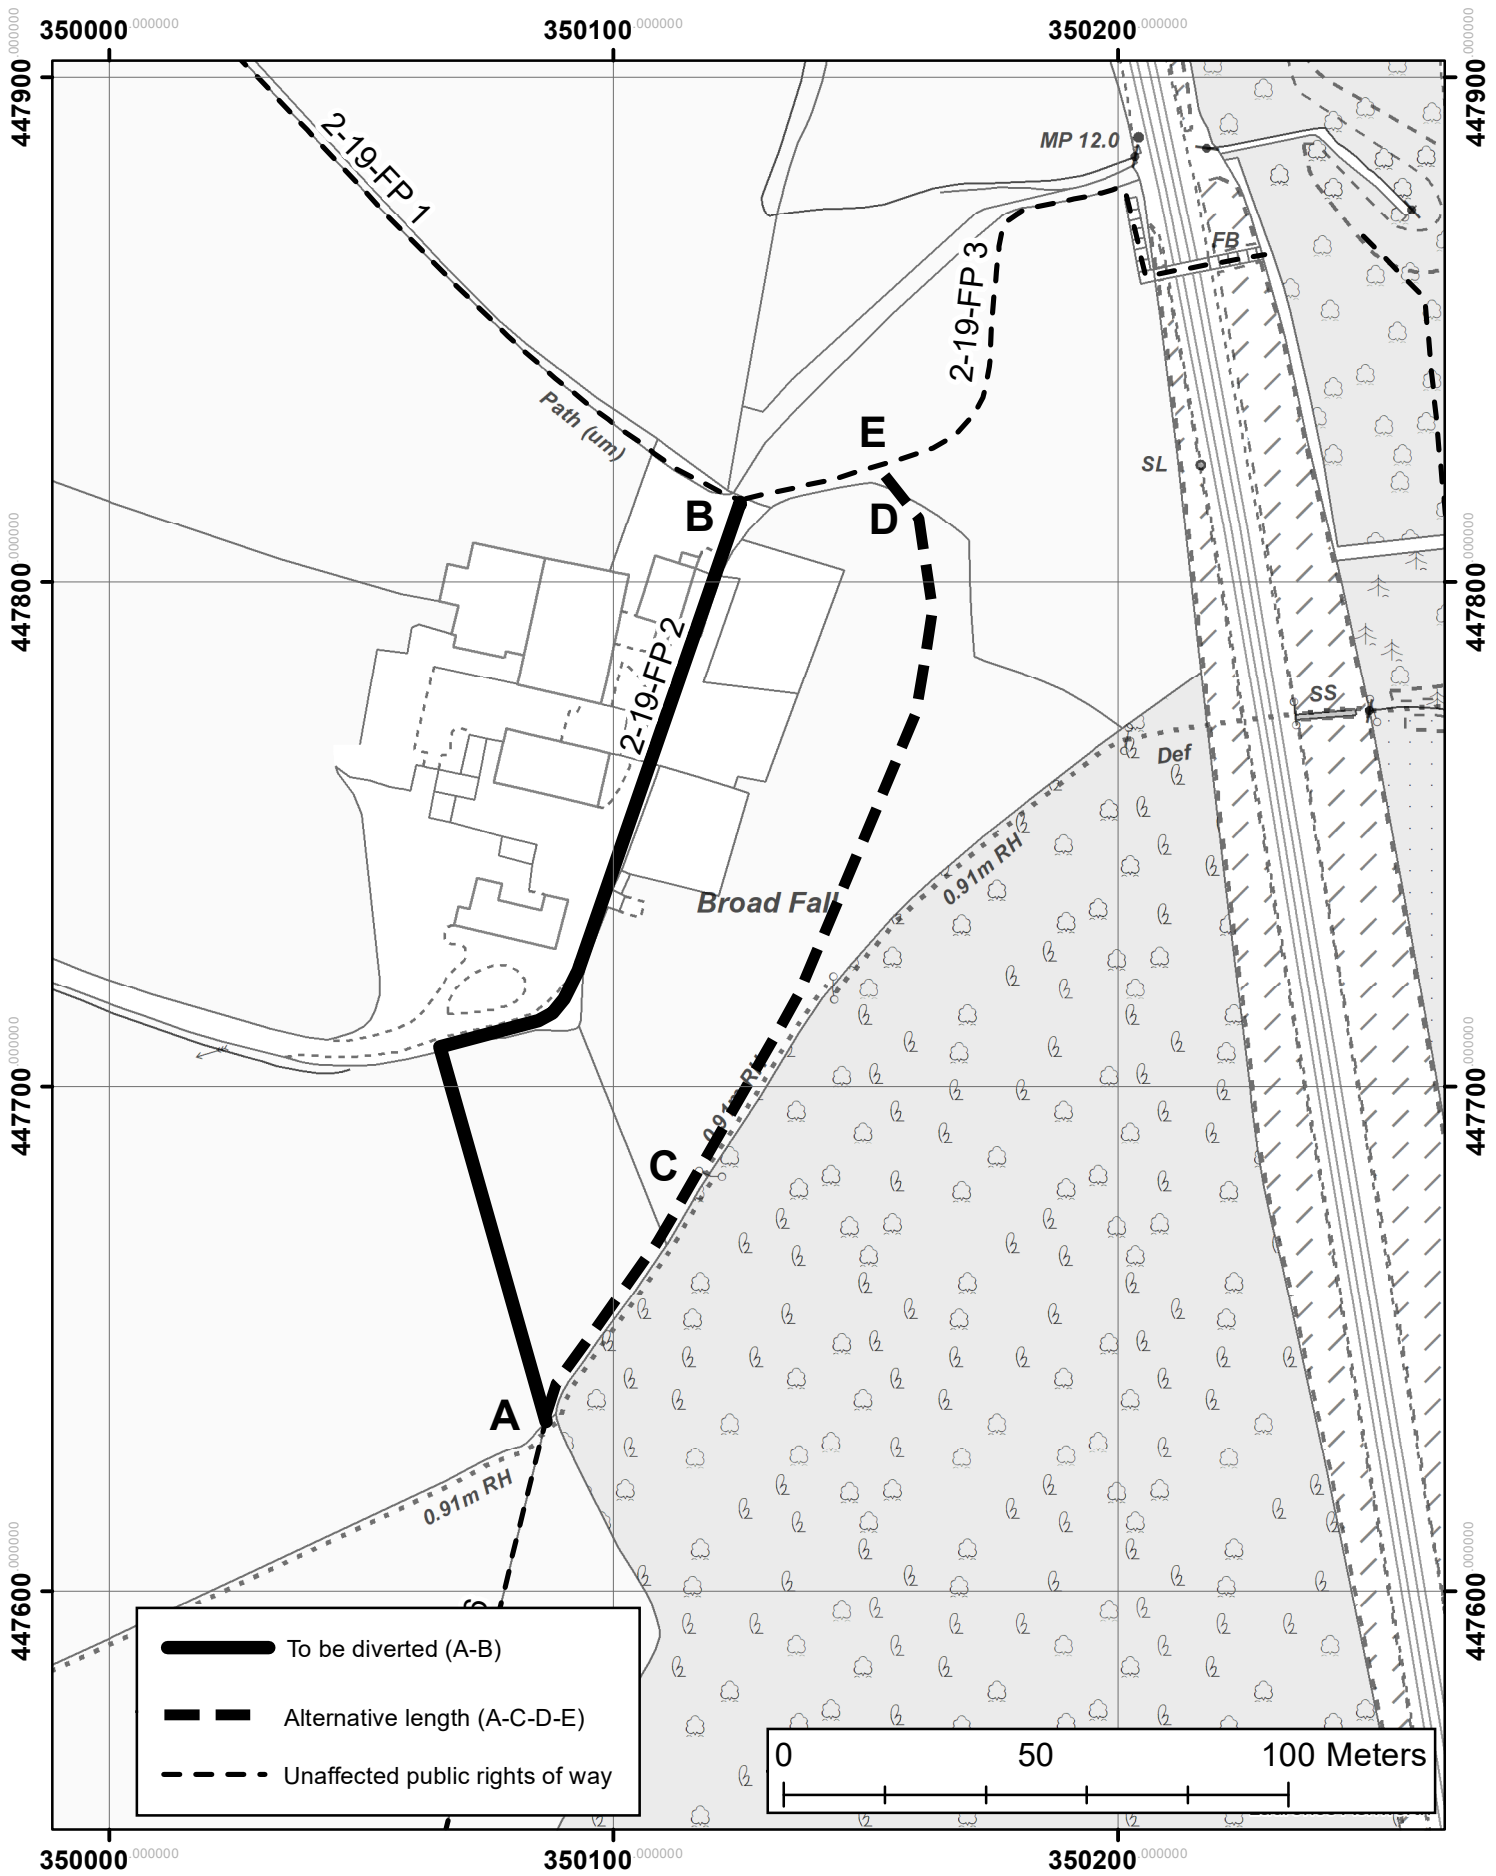 350000.000000 350100.000000 350200.000000
447900.000000
447900.000000
2-19-FP 1
MP 12.0
FB
2-19-FP 3
Path (um)
E
SL
B
D
447800.000000
447800.000000
2-19-FP 2
SS
Def
0.91m RH
Broad Fall
447700.000000
447700.000000
0.91m RH
C
A
0.91m RH
447600.000000
447600.000000
To be diverted (A-B)
Alternative length (A-C-D-E)
Unaffected public rights of way
0 50 100 Meters
350000.000000 350100.000000 350200.000000